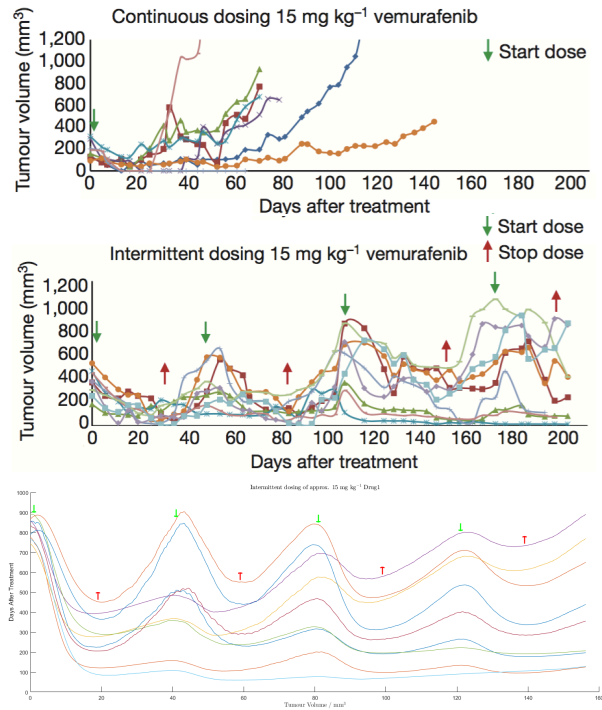 Continuous dosing 15 mg kg⁻¹ vemurafenib
Tumour volume (mm³)
1,200
1,000
800
600
400
200
0
Start dose
0 20 40 60 80 100 120 140 160 180 200
Days after treatment
Start dose
Stop dose
Intermittent dosing 15 mg kg⁻¹ vemurafenib
Tumour volume (mm³)
1,200
1,000
800
600
400
200
0
0 20 40 60 80 100 120 140 160 180 200
Days after treatment
Intermittent dosing of approx. 15 mg kg⁻¹ Drug1
Days After Treatment
900
800
700
600
500
400
300
200
100
0
0 20 40 60 80 100 120 140 160
Tumour Volume / mm³